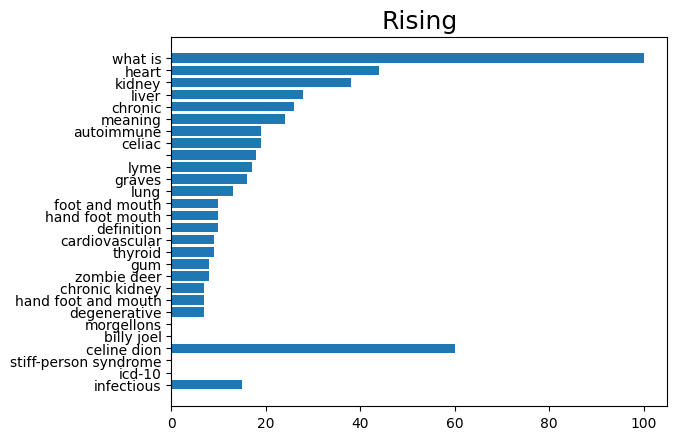 Rising
what is
heart
kidney
liver
chronic
meaning
autoimmune
celiac
lyme
graves
lung
foot and mouth
hand foot mouth
definition
cardiovascular
thyroid
gum
zombie deer
chronic kidney
hand foot and mouth
degenerative
morgellons
billy joel
celine dion
stiff-person syndrome
icd-10
infectious
0 20 40 60 80 100